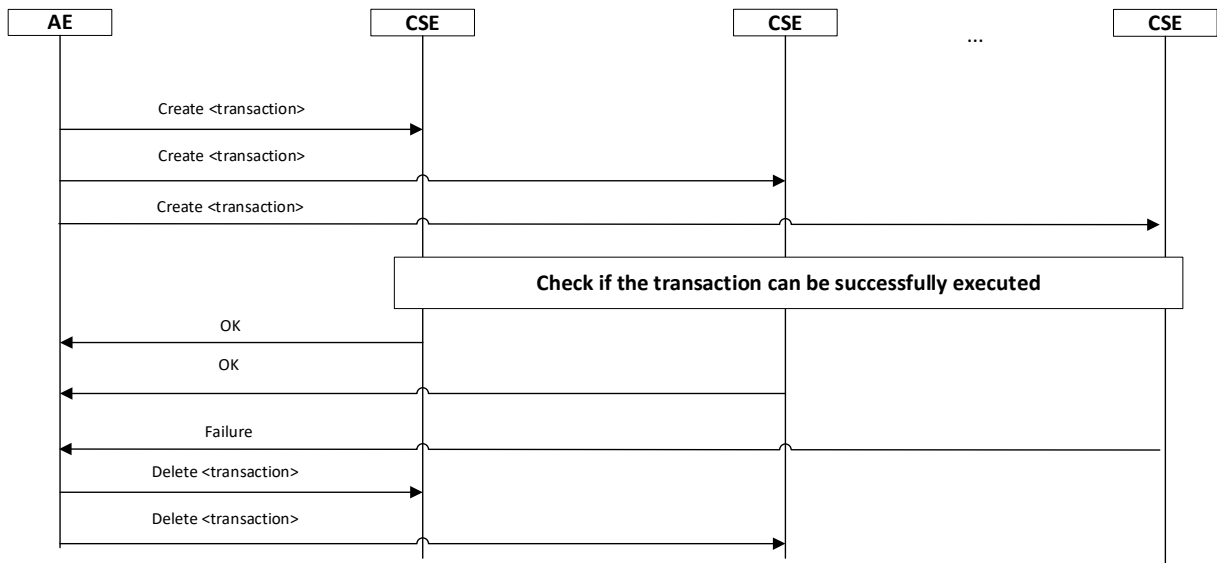 AE
CSE
CSE
...
CSE
Create <transaction>
Create <transaction>
Create <transaction>
Check if the transaction can be successfully executed
OK
OK
Failure
Delete <transaction>
Delete <transaction>